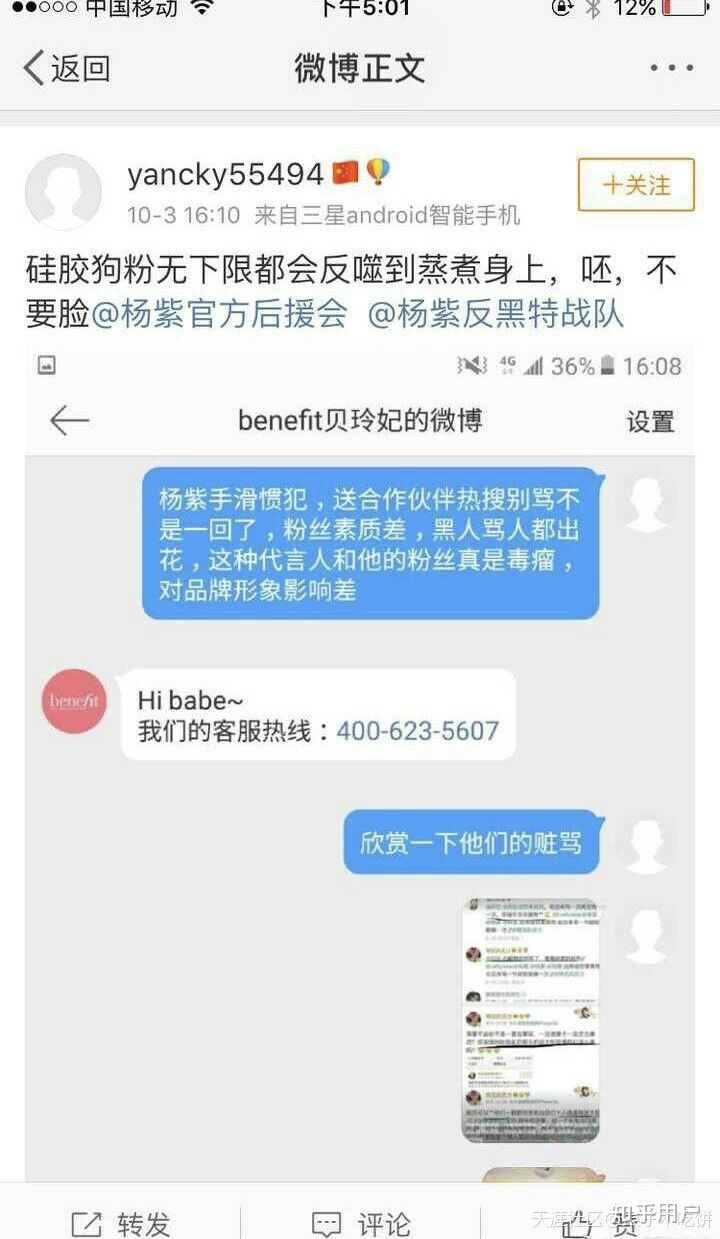 中国移动
下午5:01
12%
返回
微博正文
yancky55494
10-3 16:10 来自三星android智能手机
+关注
硅胶狗粉无下限都会反噬到蒸煮身上，呸，不
要脸@杨紫官方后援会 @杨紫反黑特战队
4G
36%
16:08
benefit贝玲妃的微博
设置
杨紫手滑惯犯，送合作伙伴热搜别骂不
是一回了，粉丝素质差，黑人骂人都出
花，这种代言人和他的粉丝真是毒瘤，
对品牌形象影响差
benefit
Hi babe~
我们的客服热线：400-623-5607
欣赏一下他们的赃骂
转发
评论
赞
天涯社区
知乎用户